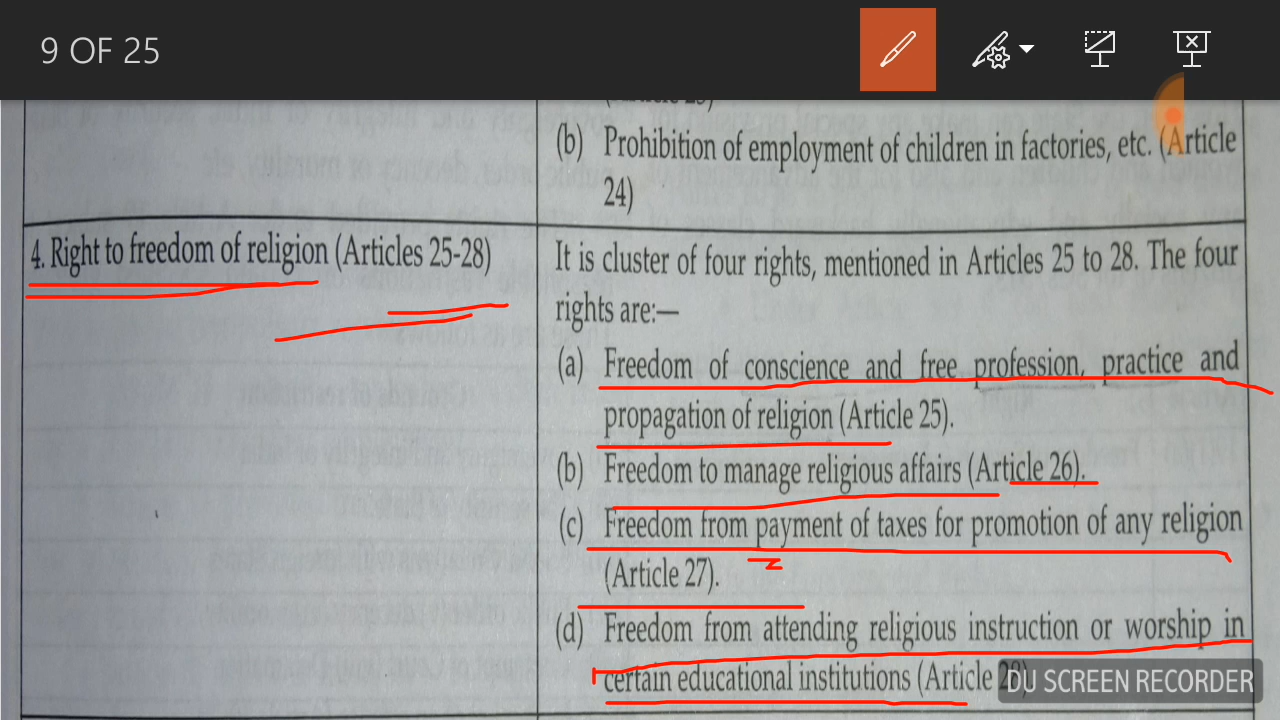 9 OF 25
(b) Prohibition of employment of children in factories, etc. (Article
24)
4. Right to freedom of religion (Articles 25-28)
It is cluster of four rights, mentioned in Articles 25 to 28. The four
rights are:—
(a) Freedom of conscience and free profession, practice and
propagation of religion (Article 25).
(b) Freedom to manage religious affairs (Article 26).
(c) Freedom from payment of taxes for promotion of any religion
(Article 27).
(d) Freedom from attending religious instruction or worship in
certain educational institutions (Article 28)
DU SCREEN RECORDER